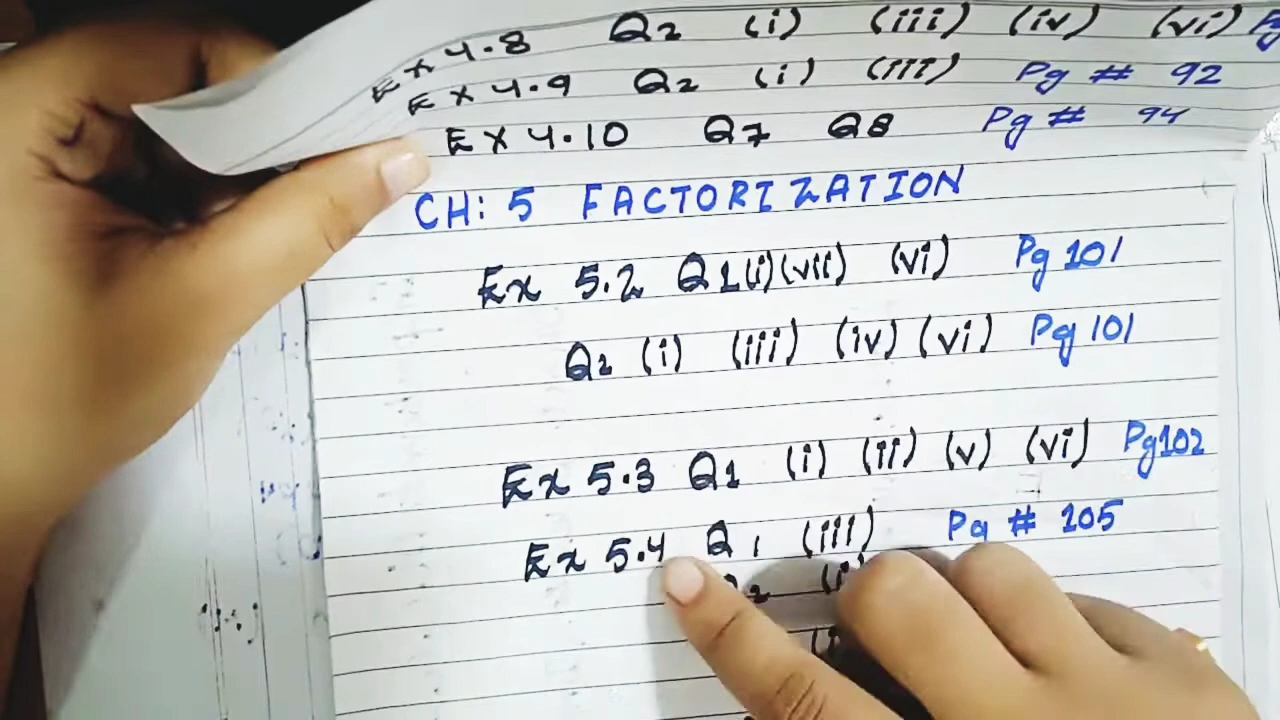 Ex 4.8 Q2 (i) (iii) (iv) (vi) Pg
Ex 4.9 Q2 (i) (iii) Pg # 92
Ex 4.10 Q7 Q8 Pg # 94
CH: 5 FACTORIZATION
Ex 5.2 Q1(i)(vii) (vi) Pg 101
Q2 (i) (iii) (iv) (vi) Pg 101
Ex 5.3 Q1 (i) (ii) (v) (vi) Pg102
Ex 5.4 Q1 (iii) Pg # 105